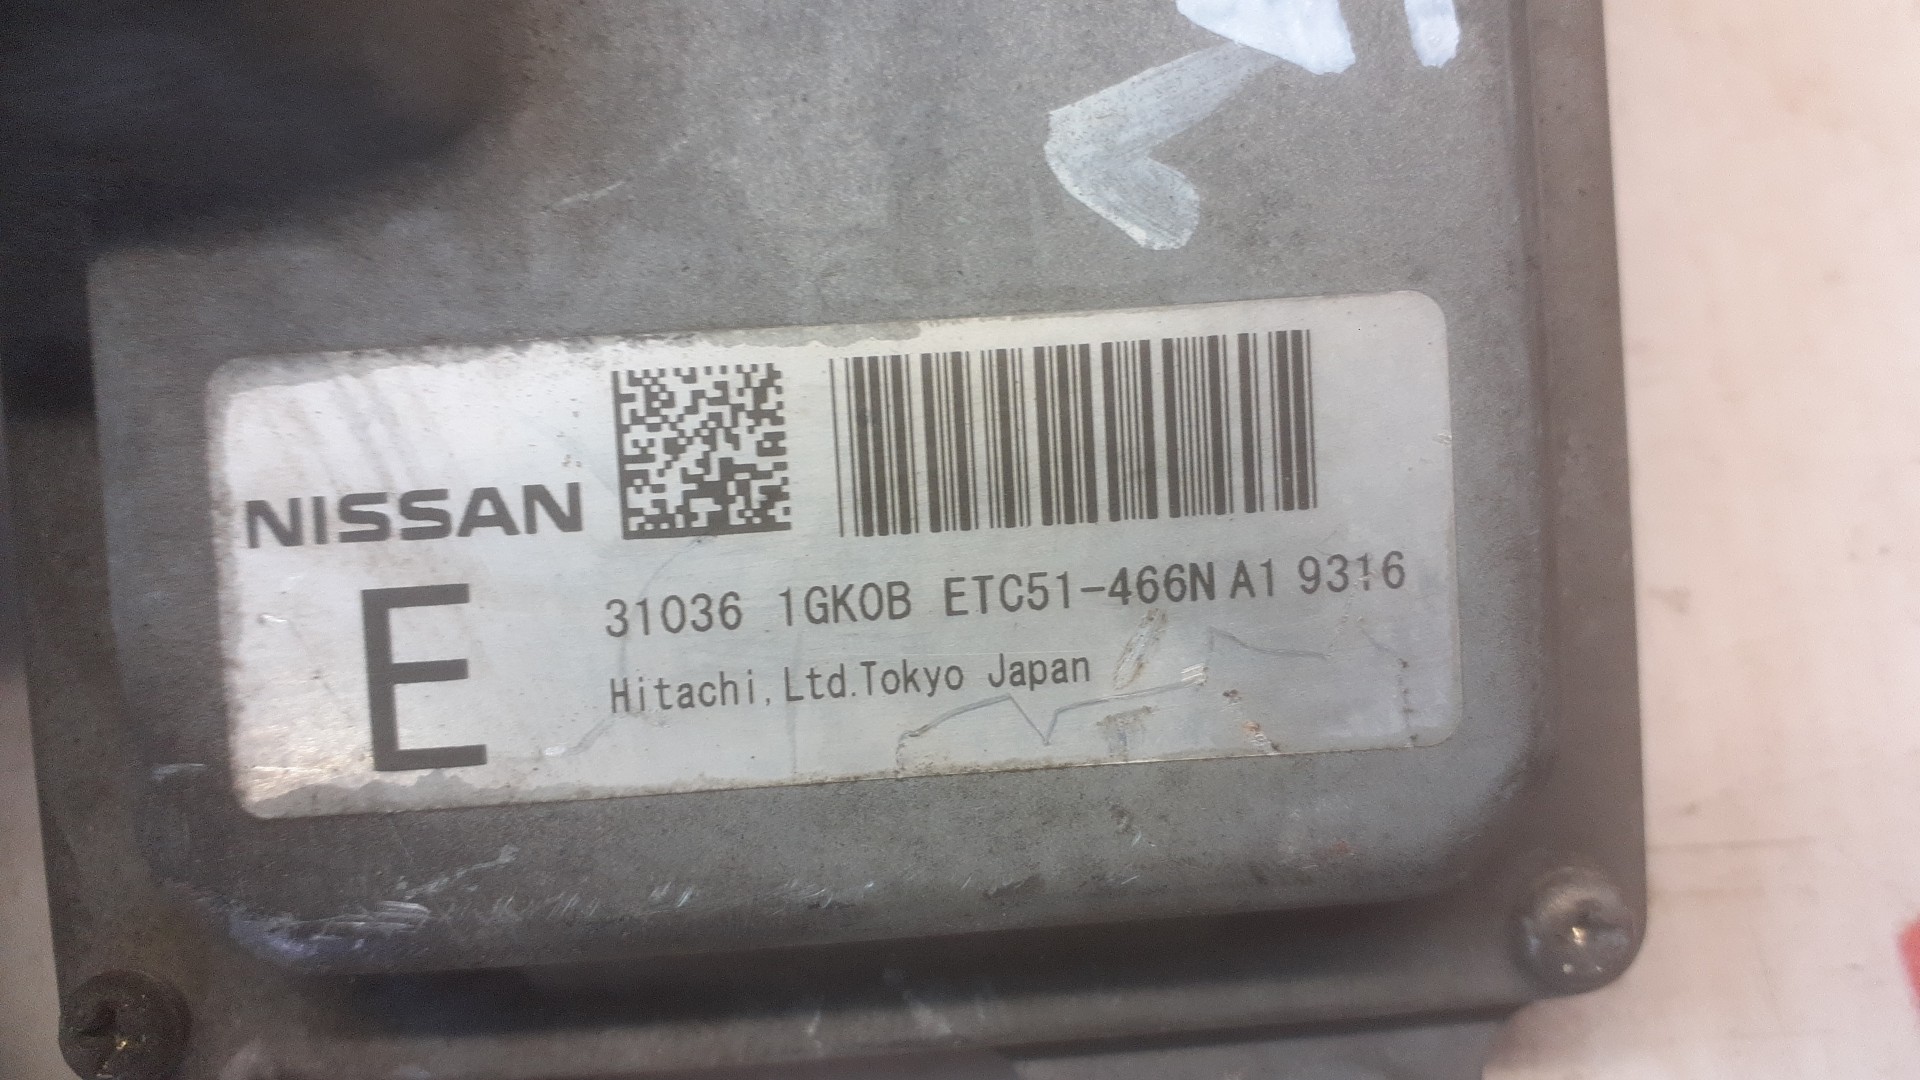 NISSAN
E
31036 1GK0B ETC51-466N A1 9316
Hitachi, Ltd. Tokyo Japan